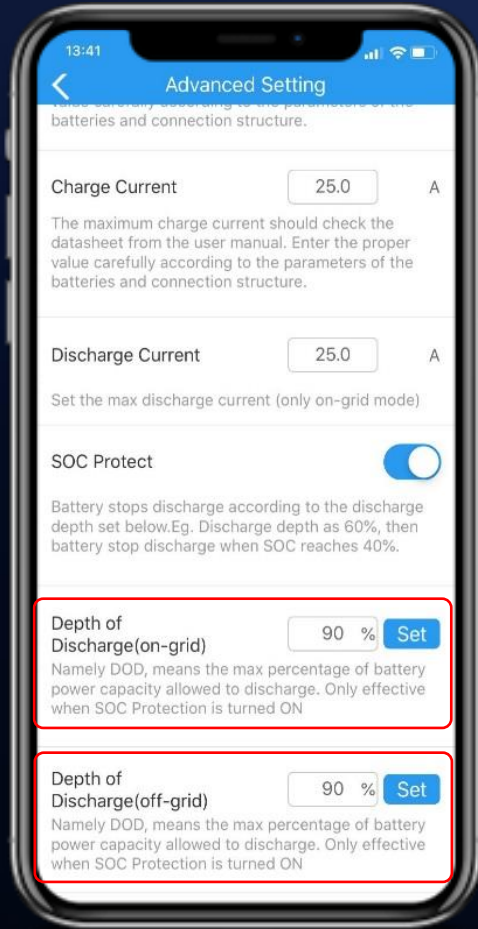 13:41
Advanced Setting
batteries and connection structure.
Charge Current 25.0 A
The maximum charge current should check the
datasheet from the user manual. Enter the proper
value carefully according to the parameters of the
batteries and connection structure.
Discharge Current 25.0 A
Set the max discharge current (only on-grid mode)
SOC Protect
Battery stops discharge according to the discharge
depth set below.Eg. Discharge depth as 60%, then
battery stop discharge when SOC reaches 40%.
Depth of
Discharge(on-grid) 90 % Set
Namely DOD, means the max percentage of battery
power capacity allowed to discharge. Only effective
when SOC Protection is turned ON
Depth of
Discharge(off-grid) 90 % Set
Namely DOD, means the max percentage of battery
power capacity allowed to discharge. Only effective
when SOC Protection is turned ON